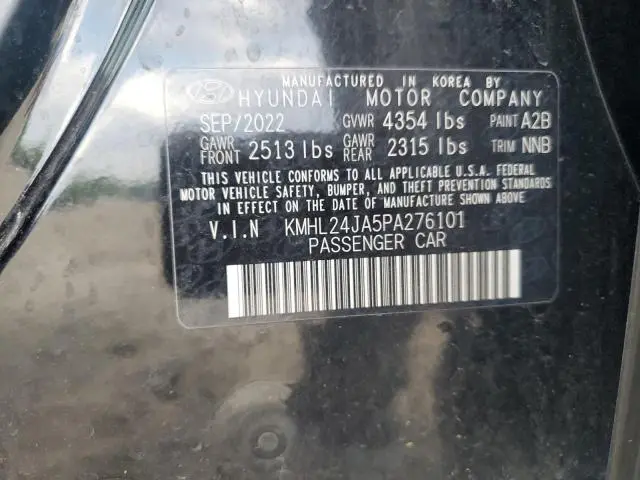 MANUFACTURED IN KOREA BY
HYUNDAI MOTOR COMPANY
SEP/2022 GVWR 4354 lbs PAINT A2B
GAWR FRONT 2513 lbs GAWR REAR 2315 lbs TRIM NNB
THIS VEHICLE CONFORMS TO ALL APPLICABLE U.S.A. FEDERAL
MOTOR VEHICLE SAFETY, BUMPER, AND THEFT PREVENTION STANDARDS
IN EFFECT ON THE DATE OF MANUFACTURE SHOWN ABOVE.
V.I.N KMHL24JA5PA276101
PASSENGER CAR